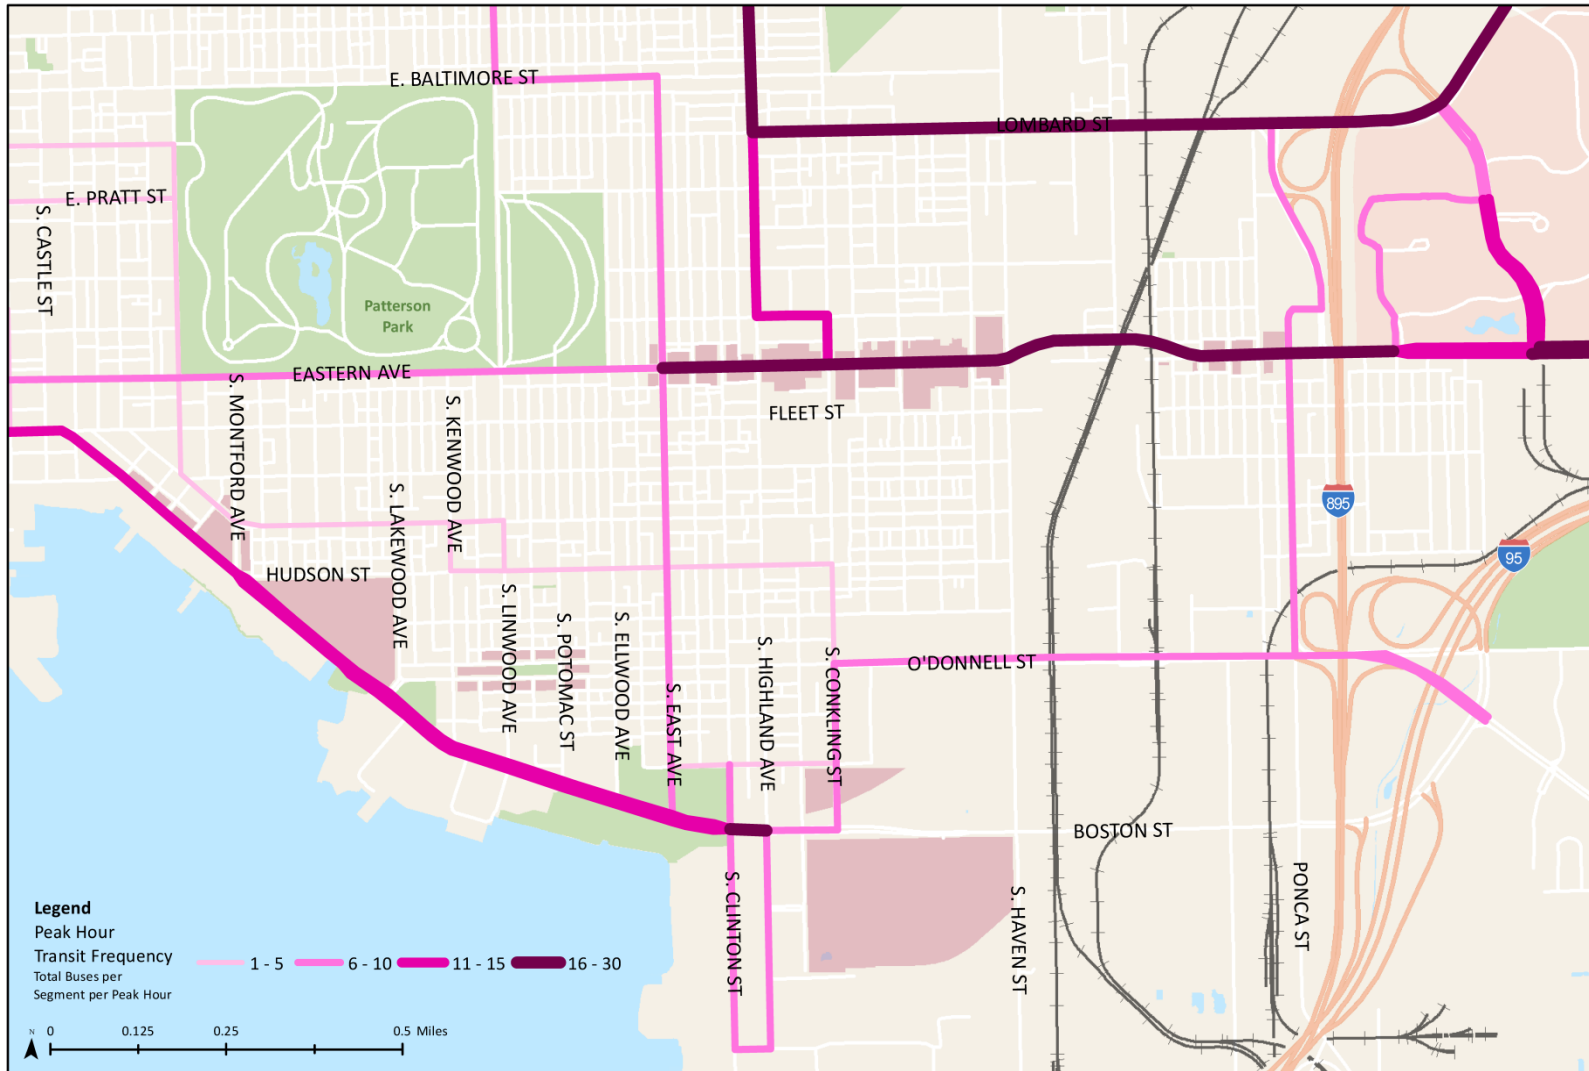 E. BALTIMORE ST
LOMBARD ST
E. PRATT ST
S. CASTLE ST
Patterson
Park
EASTERN AVE
S. MONTFORD AVE
S. KENWOOD AVE
FLEET ST
S. LAKEWOOD AVE
895
95
HUDSON ST
S. LINWOOD AVE
S. POTOMAC ST
S. ELLWOOD AVE
S. EAST AVE
S. HIGHLAND AVE
S. CONKLING ST
O'DONNELL ST
BOSTON ST
S. CLINTON ST
S. HAVEN ST
PONCA ST
Legend
Peak Hour
Transit Frequency
Total Buses per
Segment per Peak Hour
1 - 5 6 - 10 11 - 15 16 - 30
N 0 0.125 0.25 0.5 Miles